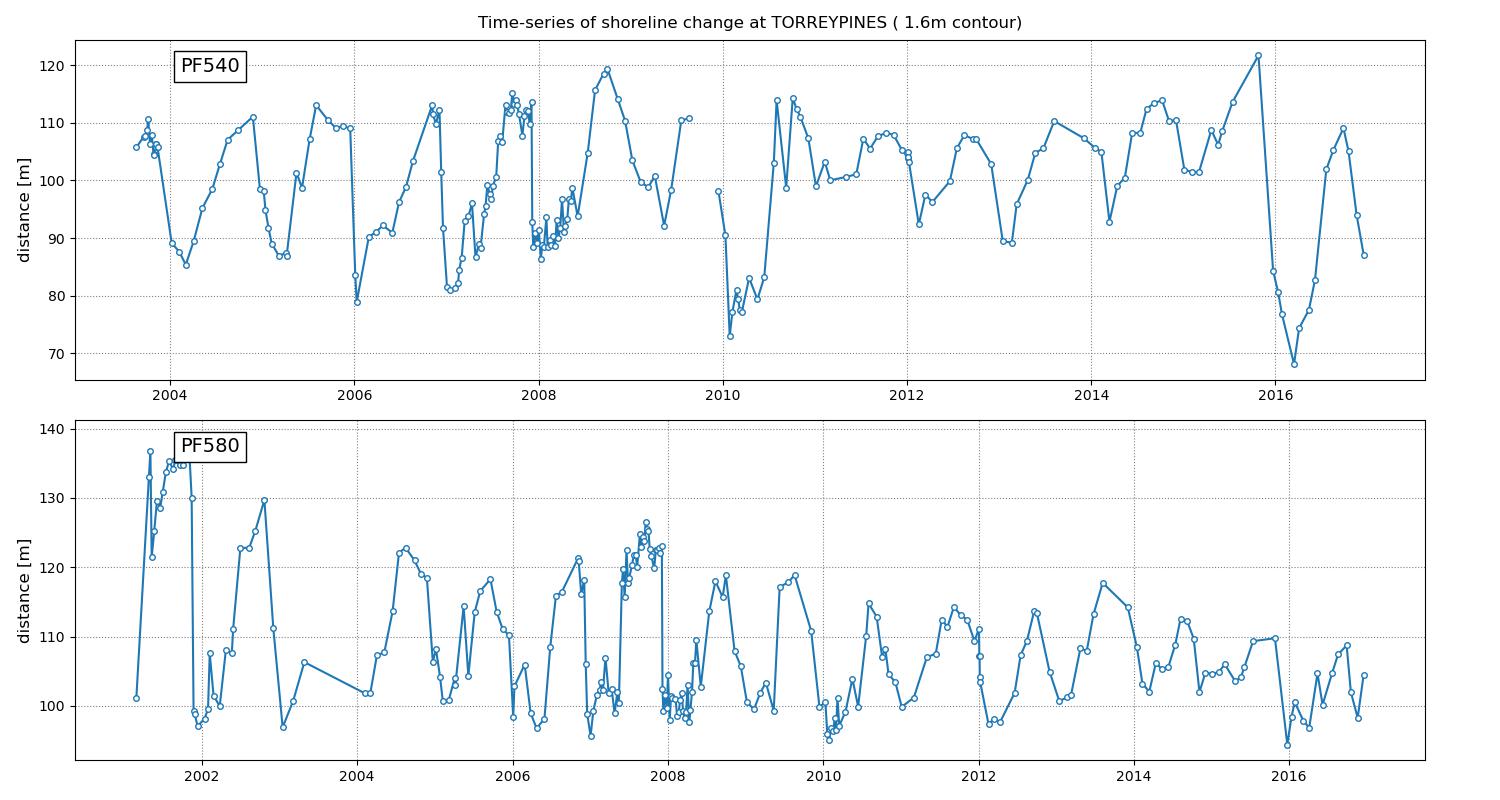 Time-series of shoreline change at TORREYPINES ( 1.6m contour)
PF540
distance [m]
120
110
100
90
80
70
2004 2006 2008 2010 2012 2014 2016
PF580
distance [m]
140
130
120
110
100
2002 2004 2006 2008 2010 2012 2014 2016